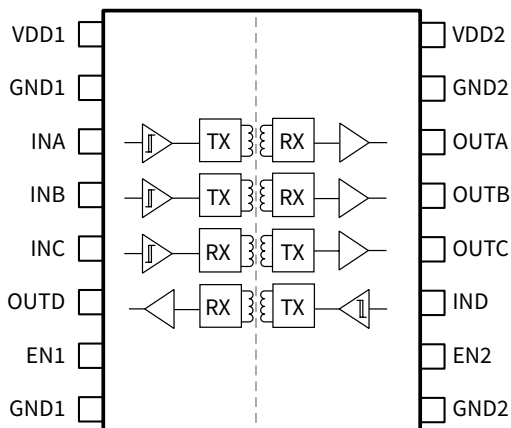 VDD1 VDD2
GND1 GND2
INA TX RX OUTA
INB TX RX OUTB
INC RX TX OUTC
OUTD RX TX IND
EN1 EN2
GND1 GND2